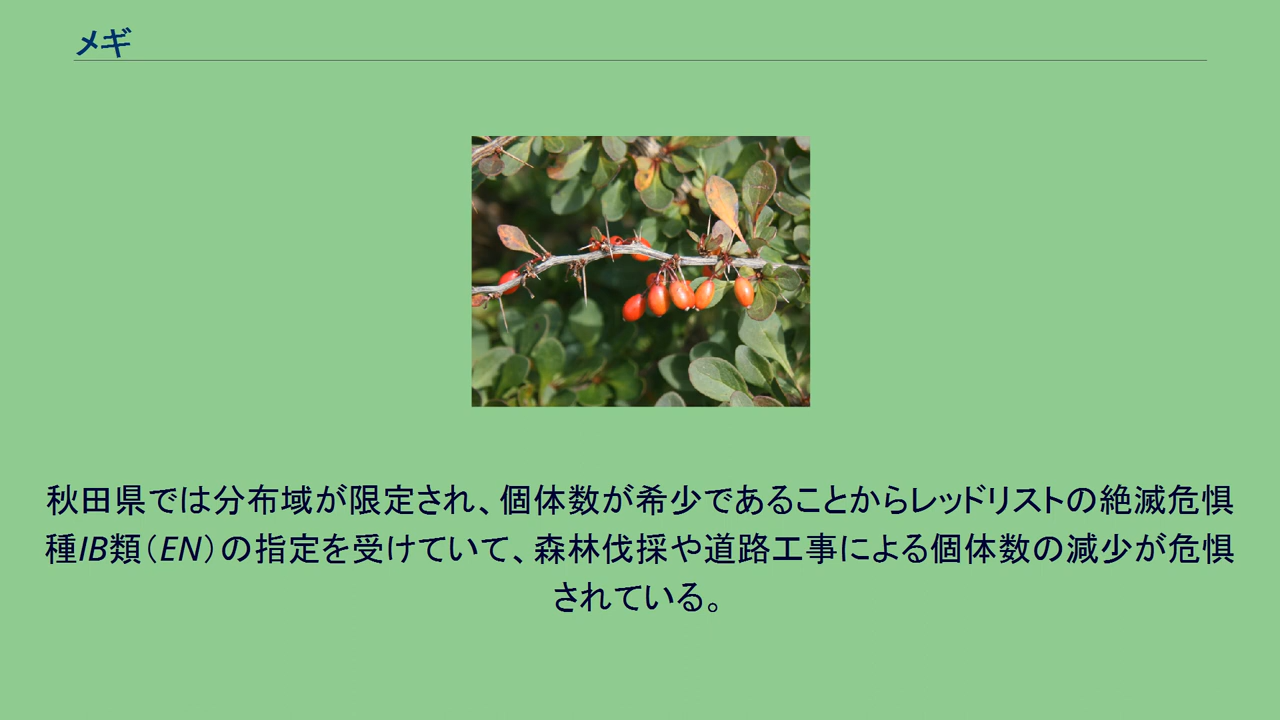 メギ
秋田県では分布域が限定され、個体数が希少であることからレッドリストの絶滅危惧
種IB類（EN）の指定を受けていて、森林伐採や道路工事による個体数の減少が危惧
されている。